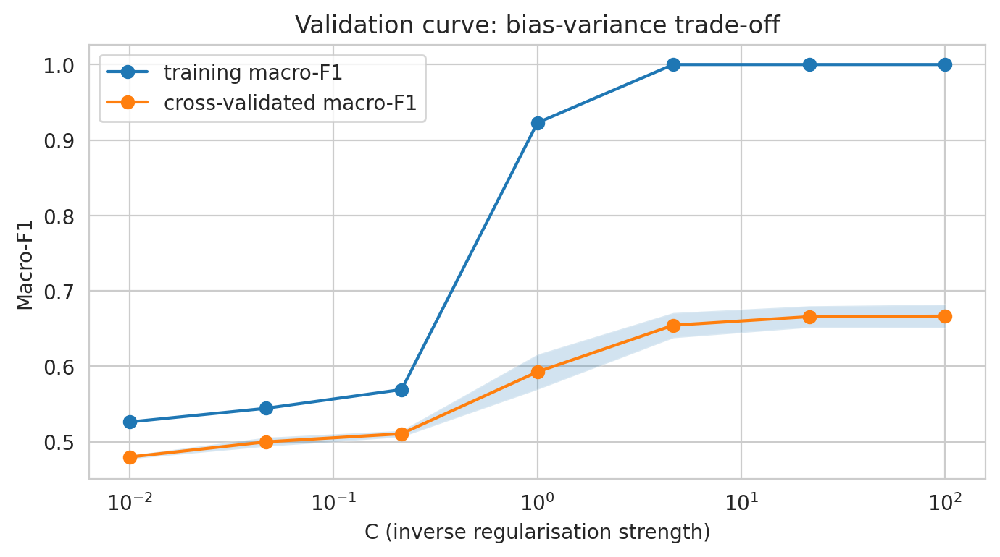 Validation curve: bias-variance trade-off
training macro-F1
cross-validated macro-F1
Macro-F1
1.0
0.9
0.8
0.7
0.6
0.5
10⁻² 10⁻¹ 10⁰ 10¹ 10²
C (inverse regularisation strength)